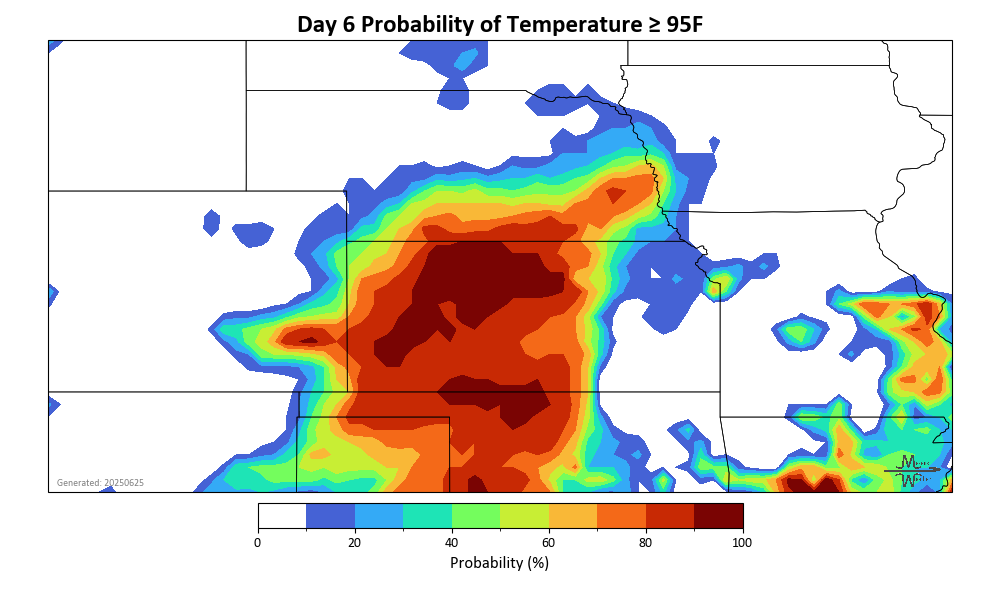 Day 6 Probability of Temperature ≥ 95F
Generated: 20250625
0 20 40 60 80 100
Probability (%)